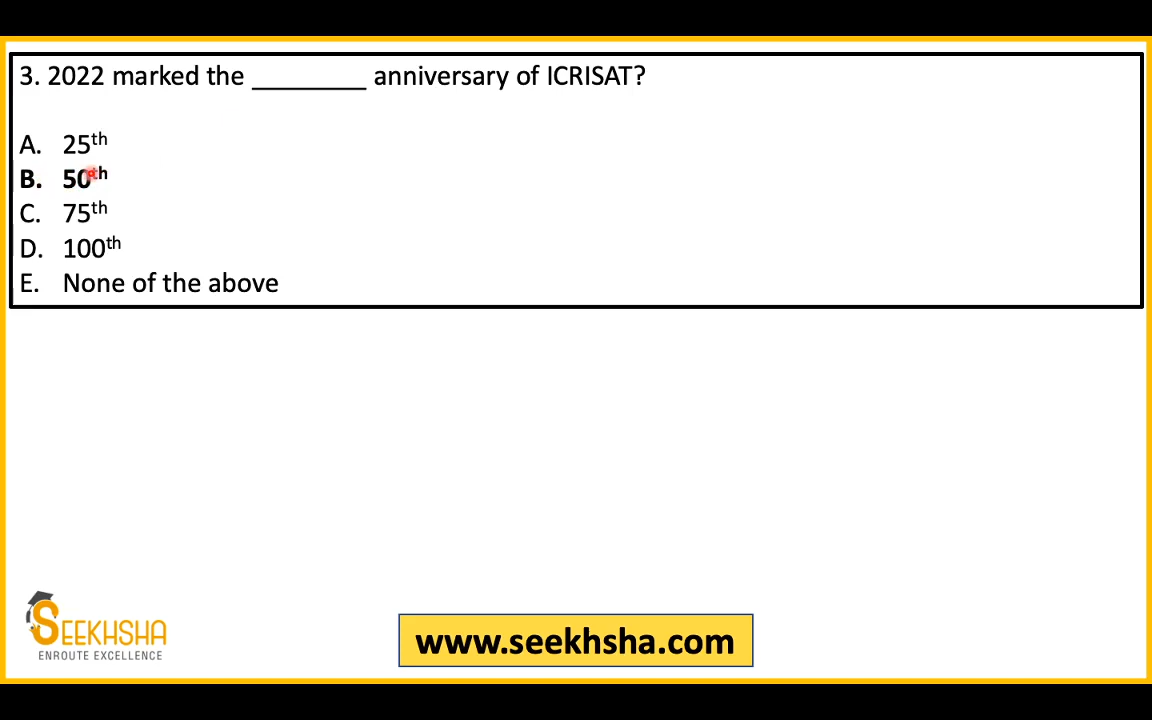 3. 2022 marked the ________ anniversary of ICRISAT?
A. 25th
B. 50th
C. 75th
D. 100th
E. None of the above
SEEKHSHA
ENROUTE EXCELLENCE
www.seekhsha.com